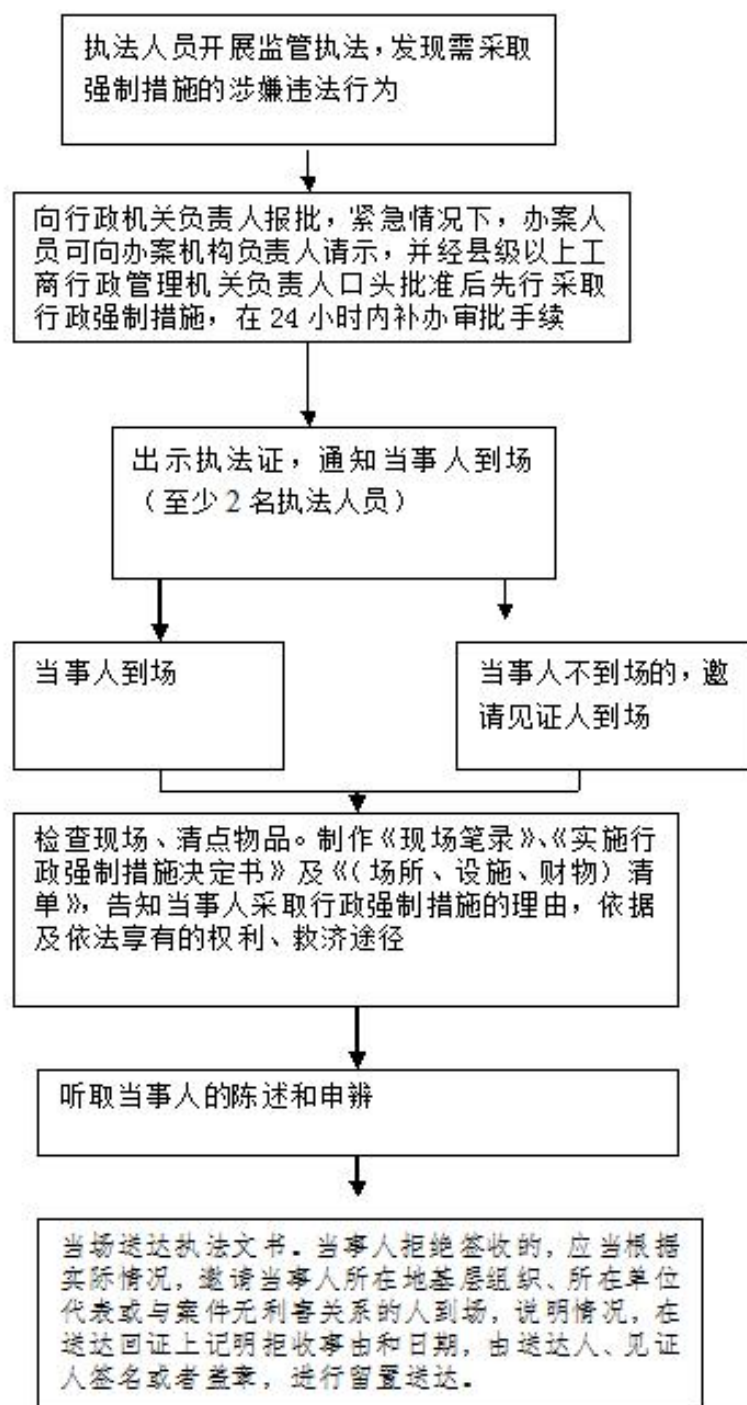 执法人员开展监管执法，发现需采取
强制措施的涉嫌违法行为
向行政机关负责人报批，紧急情况下，办案人
员可向办案机构负责人请示，并经县级以上工
商行政管理机关负责人口头批准后先行采取
行政强制措施，在24小时内补办审批手续
出示执法证，通知当事人到场
（至少2名执法人员）
当事人到场
当事人不到场的，邀
请见证人到场
检查现场、清点物品。制作《现场笔录》、《实施行
政强制措施决定书》及《（场所、设施、财物）清
单》，告知当事人采取行政强制措施的理由，依据
及依法享有的权利、救济途径
听取当事人的陈述和申辨
当场送达执法文书。当事人拒绝签收的，应当根据
实际情况，邀请当事人所在地基层组织、所在单位
代表或与案件无利害关系的人到场，说明情况，在
送达回证上记明拒收事由和日期，由送达人、见证
人签名或者盖章，进行留置送达。